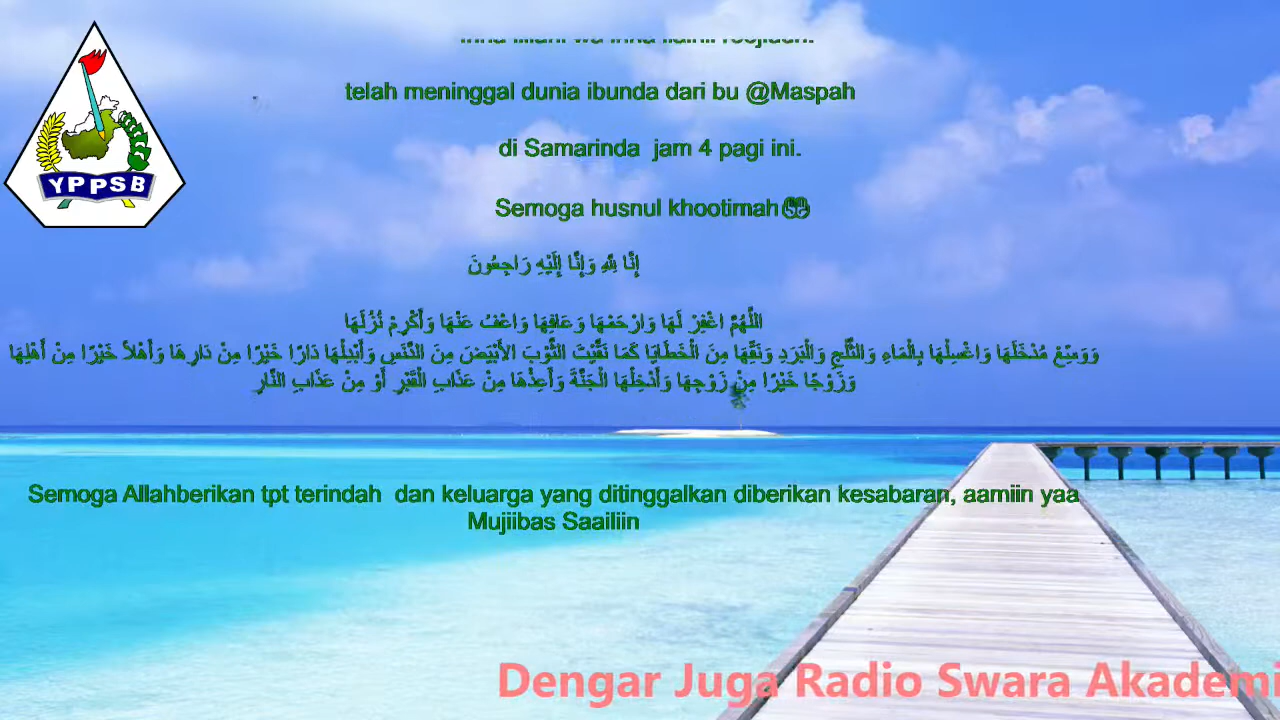 YPPSB
telah meninggal dunia ibunda dari bu @Maspah
di Samarinda jam 4 pagi ini.
Semoga husnul khootimah
إِنَّا لِلَّهِ وَإِنَّا إِلَيْهِ رَاجِعُونَ
اللَّهُمَّ اغْفِرْ لَهَا وَارْحَمْهَا وَعَافِهَا وَاعْفُ عَنْهَا وَأَكْرِمْ نُزُلَهَا
وَوَسِّعْ مُدْخَلَهَا وَاغْسِلْهَا بِالْمَاءِ وَالثَّلْجِ وَالْبَرَدِ وَنَقِّهَا مِنَ الْخَطَايَا كَمَا نَقَّيْتَ الثَّوْبَ الأَبْيَضَ مِنَ الدَّنَسِ وَأَبْدِلْهَا دَارًا خَيْرًا مِنْ دَارِهَا وَأَهْلاً خَيْرًا مِنْ أَهْلِهَا
وَزَوْجًا خَيْرًا مِنْ زَوْجِهَا وَأَدْخِلْهَا الْجَنَّةَ وَأَعِذْهَا مِنْ عَذَابِ الْقَبْرِ أَوْ مِنْ عَذَابِ النَّارِ
Semoga Allahberikan tpt terindah dan keluarga yang ditinggalkan diberikan kesabaran, aamiin yaa
Mujiibas Saailiin
Dengar Juga Radio Swara Akademi